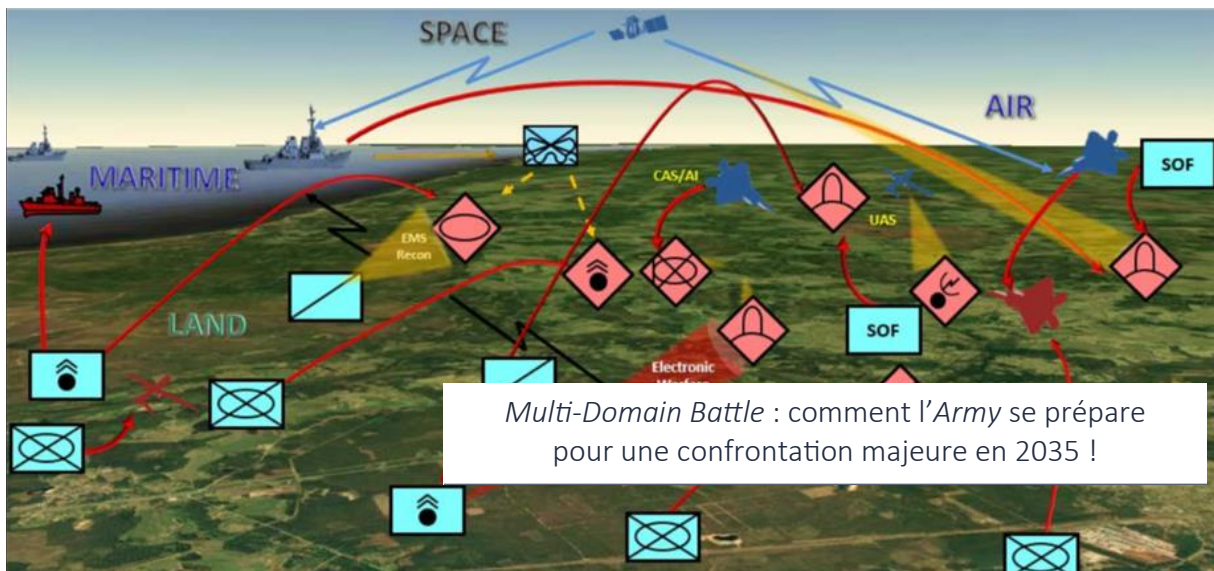 SPACE
AIR
MARITIME
SOF
CAS/AI
UAS
EMS
Recon
LAND
SOF
Electronic
Multi-Domain Battle : comment l'Army se prépare
pour une confrontation majeure en 2035 !